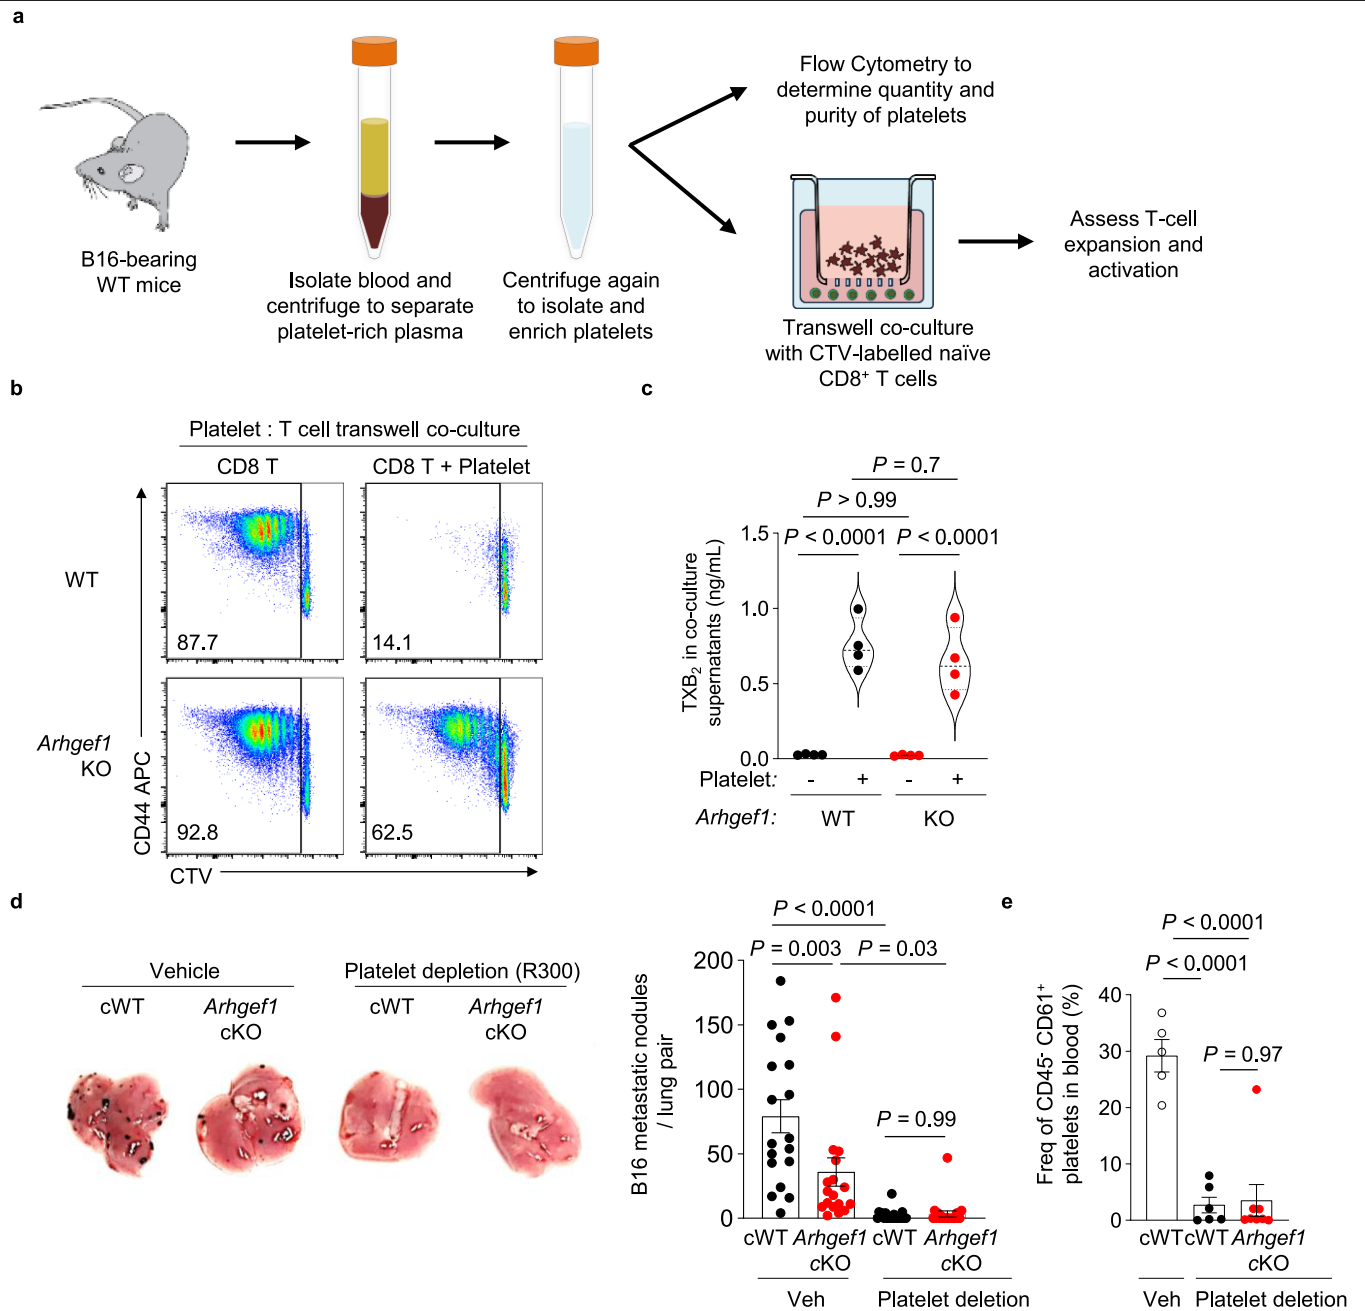 a
B16-bearing
WT mice
Isolate blood and
centrifuge to separate
platelet-rich plasma
Centrifuge again
to isolate and
enrich platelets
Flow Cytometry to
determine quantity and
purity of platelets
Transwell co-culture
with CTV-labelled naïve
CD8⁺ T cells
Assess T-cell
expansion and
activation
b
Platelet : T cell transwell co-culture
CD8 T
CD8 T + Platelet
WT
87.7
14.1
Arhgef1
KO
92.8
62.5
CD44 APC
CTV
c
P = 0.7
P > 0.99
P < 0.0001
P < 0.0001
TXB₂ in co-culture
supernatants (ng/mL)
1.5
1.0
0.5
0.0
Platelet: - + - +
Arhgef1: WT KO
d
Vehicle
Platelet depletion (R300)
cWT
Arhgef1
cKO
cWT
Arhgef1
cKO
P < 0.0001
P = 0.003
P = 0.03
P = 0.99
B16 metastatic nodules
/ lung pair
200
150
100
50
0
cWT Arhgef1 cWT Arhgef1
cKO cKO
Veh Platelet deletion
e
P < 0.0001
P < 0.0001
P = 0.97
Freq of CD45⁻ CD61⁺
platelets in blood (%)
40
30
20
10
0
cWT cWT Arhgef1
cKO
Veh Platelet deletion